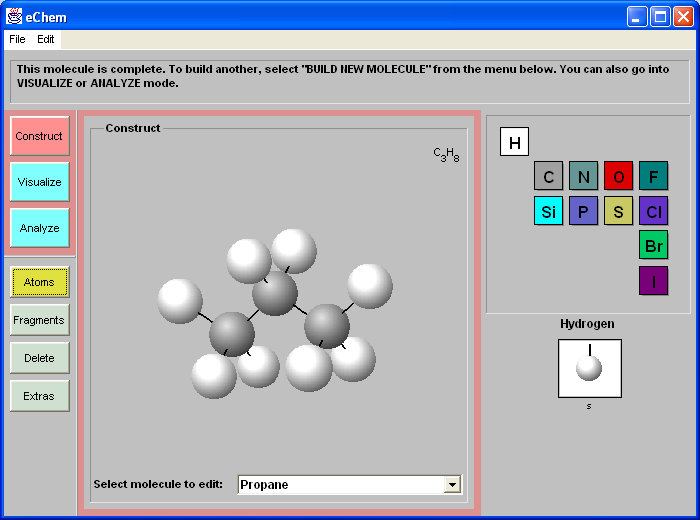 eChem
File Edit
This molecule is complete. To build another, select "BUILD NEW MOLECULE" from the menu below. You can also go into
VISUALIZE or ANALYZE mode.
Construct
Visualize
Analyze
Atoms
Fragments
Delete
Extras
Construct
C3H8
Select molecule to edit: Propane
H
C N O F
Si P S Cl
Br
I
Hydrogen
s